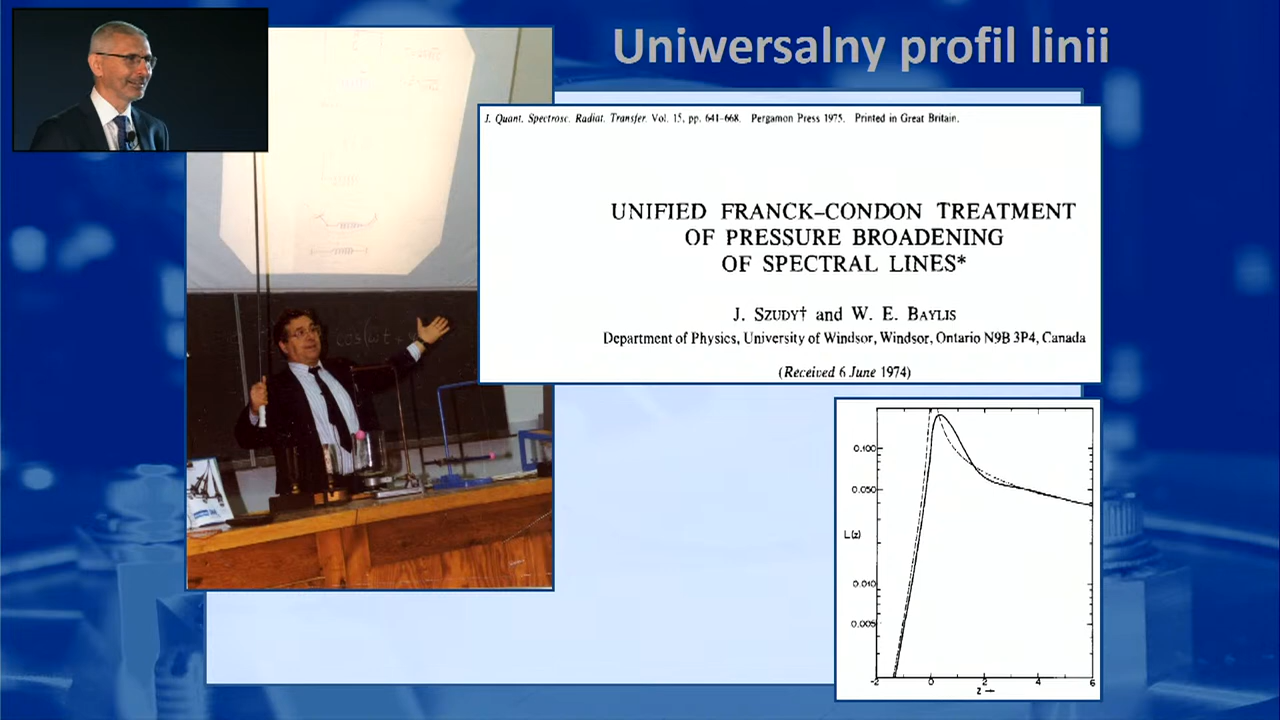 Uniwersalny profil linii
J. Quant. Spectrosc. Radiat. Transfer. Vol. 15, pp. 641–668. Pergamon Press 1975. Printed in Great Britain.
UNIFIED FRANCK–CONDON TREATMENT
OF PRESSURE BROADENING
OF SPECTRAL LINES*
J. SZUDY† and W. E. BAYLIS
Department of Physics, University of Windsor, Windsor, Ontario N9B 3P4, Canada
(Received 6 June 1974)
cos(ωt +
0.100
0.050
L(z)
0.010
0.005
-2 0 2 4 6
z →